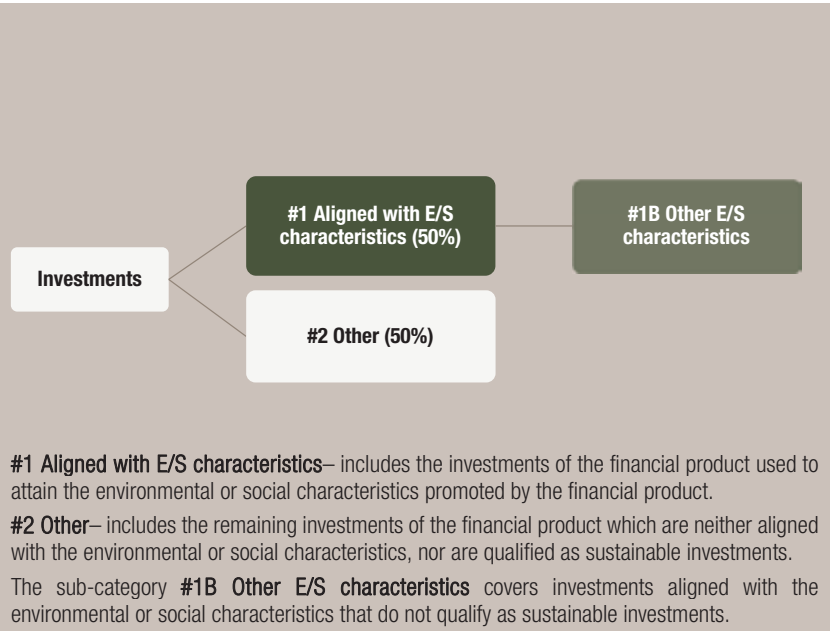 #1 Aligned with E/S
characteristics (50%)
#1B Other E/S
characteristics
Investments
#2 Other (50%)
#1 Aligned with E/S characteristics– includes the investments of the financial product used to
attain the environmental or social characteristics promoted by the financial product.
#2 Other– includes the remaining investments of the financial product which are neither aligned
with the environmental or social characteristics, nor are qualified as sustainable investments.
The sub-category #1B Other E/S characteristics covers investments aligned with the
environmental or social characteristics that do not qualify as sustainable investments.